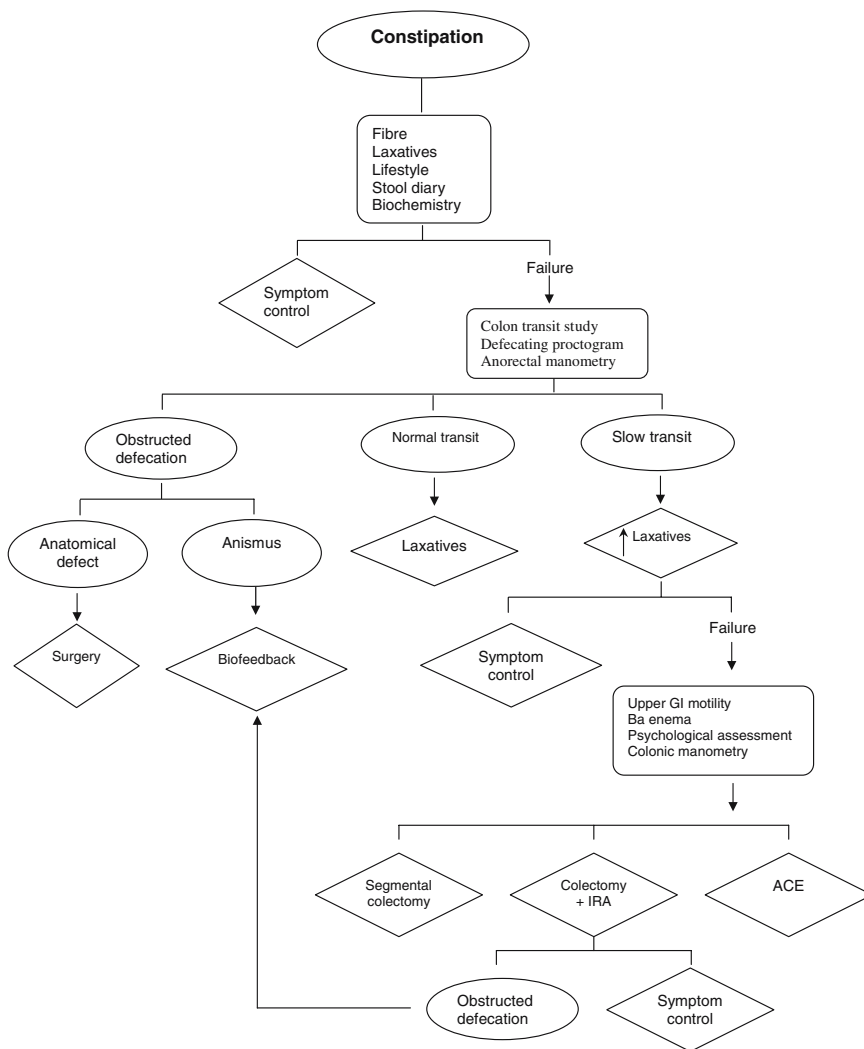 Constipation
Fibre
Laxatives
Lifestyle
Stool diary
Biochemistry
Symptom
control
Failure
Colon transit study
Defecating proctogram
Anorectal manometry
Obstructed
defecation
Normal transit
Slow transit
Anatomical
defect
Anismus
Laxatives
↑ Laxatives
Surgery
Biofeedback
Symptom
control
Failure
Upper GI motility
Ba enema
Psychological assessment
Colonic manometry
Segmental
colectomy
Colectomy
+ IRA
ACE
Obstructed
defecation
Symptom
control